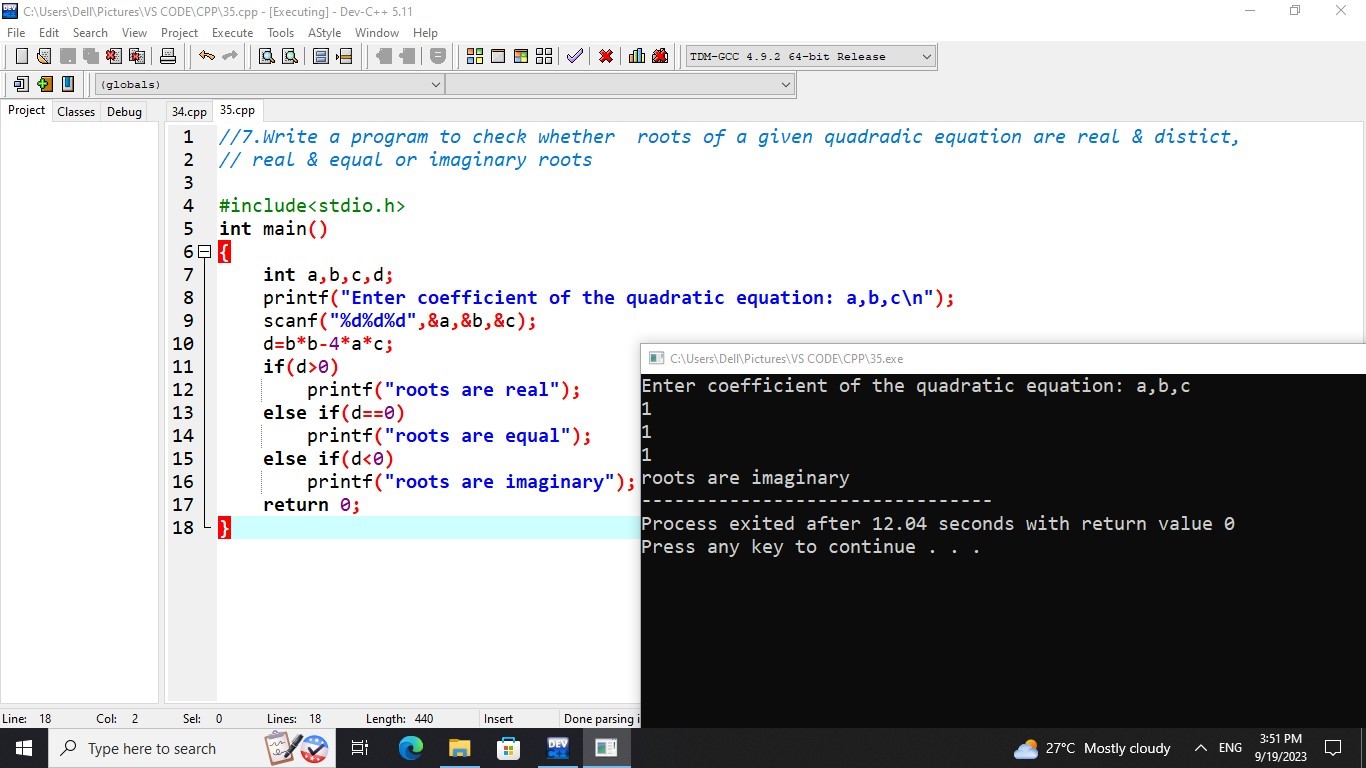 C:\Users\Dell\Pictures\VS CODE\CPP\35.cpp - [Executing] - Dev-C++ 5.11
File Edit Search View Project Execute Tools AStyle Window Help
TDM-GCC 4.9.2 64-bit Release
(globals)
Project Classes Debug 34.cpp 35.cpp
1 //7.Write a program to check whether  roots of a given quadradic equation are real & distict,
2 // real & equal or imaginary roots
3
4 #include<stdio.h>
5 int main()
6 {
7 int a,b,c,d;
8 printf("Enter coefficient of the quadratic equation: a,b,c\n");
9 scanf("%d%d%d",&a,&b,&c);
10 d=b*b-4*a*c;
11 if(d>0)
12 printf("roots are real");
13 else if(d==0)
14 printf("roots are equal");
15 else if(d<0)
16 printf("roots are imaginary");
17 return 0;
18 }
C:\Users\Dell\Pictures\VS CODE\CPP\35.exe
Enter coefficient of the quadratic equation: a,b,c
1
1
1
roots are imaginary
--------------------------------
Process exited after 12.04 seconds with return value 0
Press any key to continue . . .
Line: 18 Col: 2 Sel: 0 Lines: 18 Length: 440 Insert Done parsing i
Type here to search DEV 27°C Mostly cloudy ENG 3:51 PM
9/19/2023